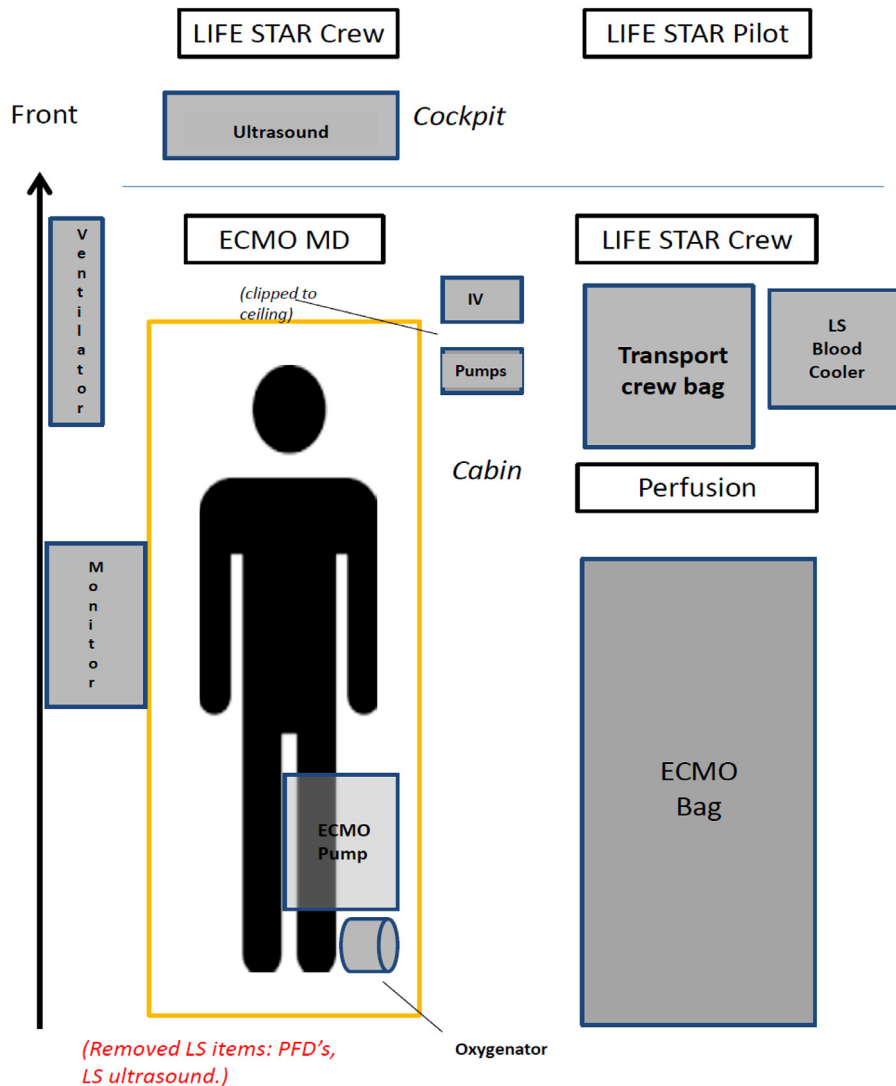 LIFE STAR Crew
LIFE STAR Pilot
Front
Ultrasound
Cockpit
Ventilator
ECMO MD
LIFE STAR Crew
(clipped to
ceiling)
IV
Pumps
Transport
crew bag
LS
Blood
Cooler
Cabin
Perfusion
Monitor
ECMO
Pump
ECMO
Bag
Oxygenator
(Removed LS items: PFD's,
LS ultrasound.)